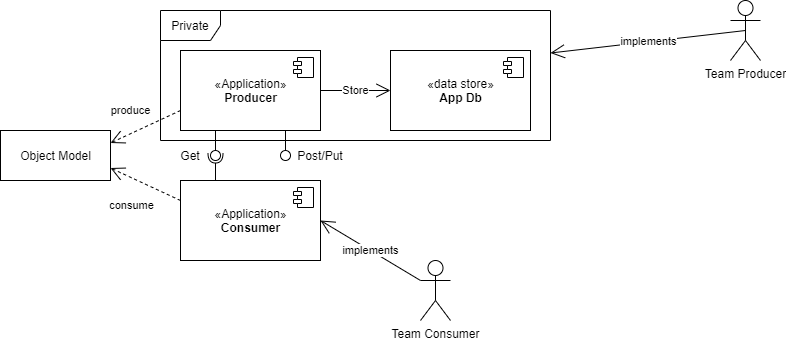 Private
implements
Team Producer
«Application»
Producer
Store
«data store»
App Db
produce
Object Model
Get
Post/Put
consume
«Application»
Consumer
implements
Team Consumer